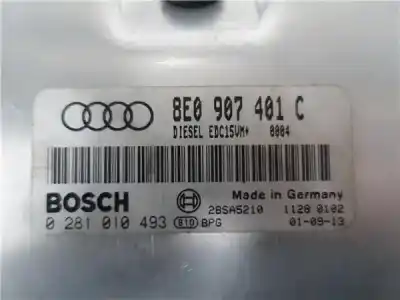 8E0 907 401 C
DIESEL EDC15VM+ 0004
BOSCH
Made in Germany
28SA5210 1128 0102
0 281 010 493 BPG 01-09-13